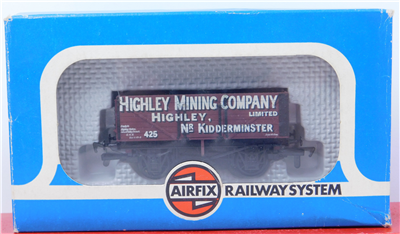 HIGHLEY MINING COMPANY
LIMITED
HIGHLEY,
NR KIDDERMINSTER
425
AIRFIX RAILWAY SYSTEM